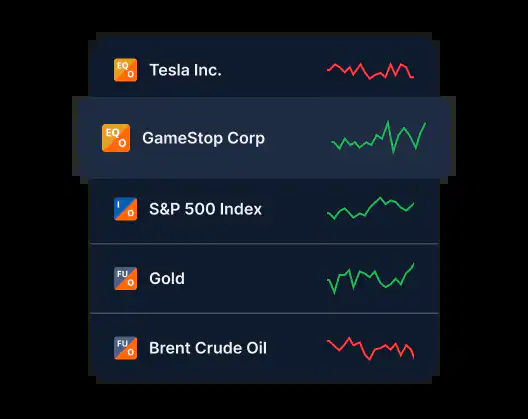 EQ O Tesla Inc.
EQ O GameStop Corp
I O S&P 500 Index
FU O Gold
FU O Brent Crude Oil